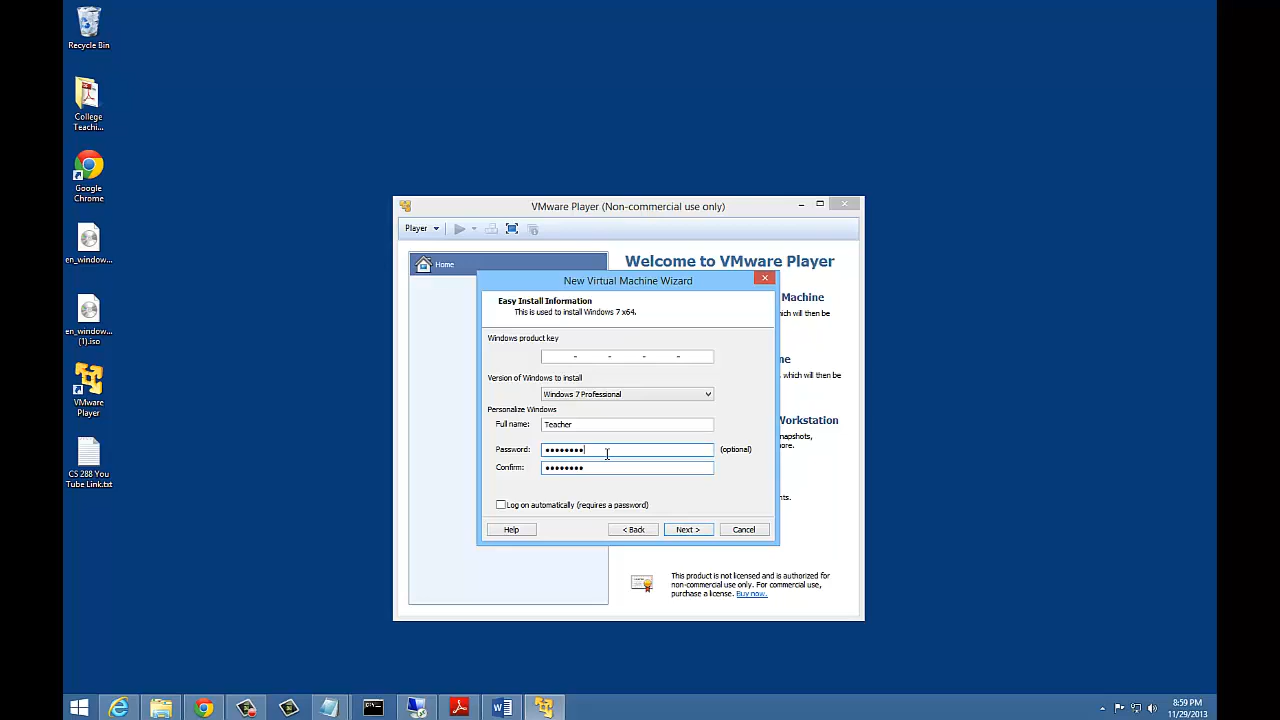 Recycle Bin
College
Teachi...
Google
Chrome
en_window...
en_window...
(1).iso
VMware
Player
CS 288 You
Tube Link.txt
VMware Player (Non-commercial use only)
Player
Home
Welcome to VMware Player
Machine
which will then be
me
which will then be
Workstation
snapshots,
ore.
ts.
New Virtual Machine Wizard
Easy Install Information
This is used to install Windows 7 x64.
Windows product key
- - - -
Version of Windows to install
Windows 7 Professional
Personalize Windows
Full name: Teacher
Password: ●●●●●●●● (optional)
Confirm: ●●●●●●●●
Log on automatically (requires a password)
Help < Back Next > Cancel
This product is not licensed and is authorized for
non-commercial use only. For commercial use,
purchase a license. Buy now.
8:59 PM
11/29/2013